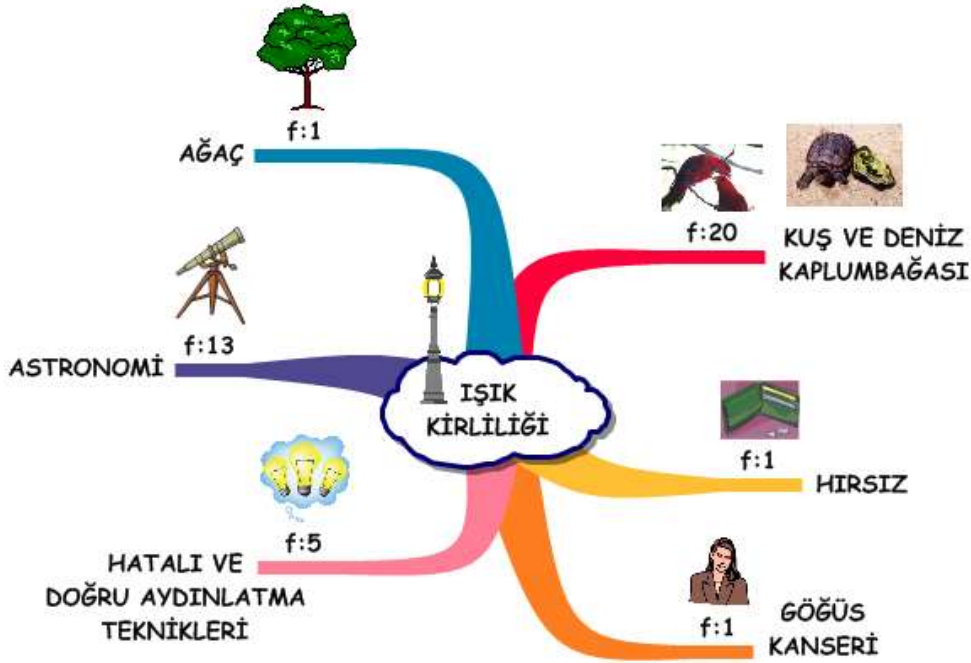 f:1
AĞAÇ
f:20
KUŞ VE DENİZ
KAPLUMBAĞASI
f:13
ASTRONOMİ
IŞIK
KİRLİLİĞİ
f:1
HIRSIZ
f:5
HATALI VE
DOĞRU AYDINLATMA
TEKNİKLERİ
f:1
GÖĞÜS
KANSERİ